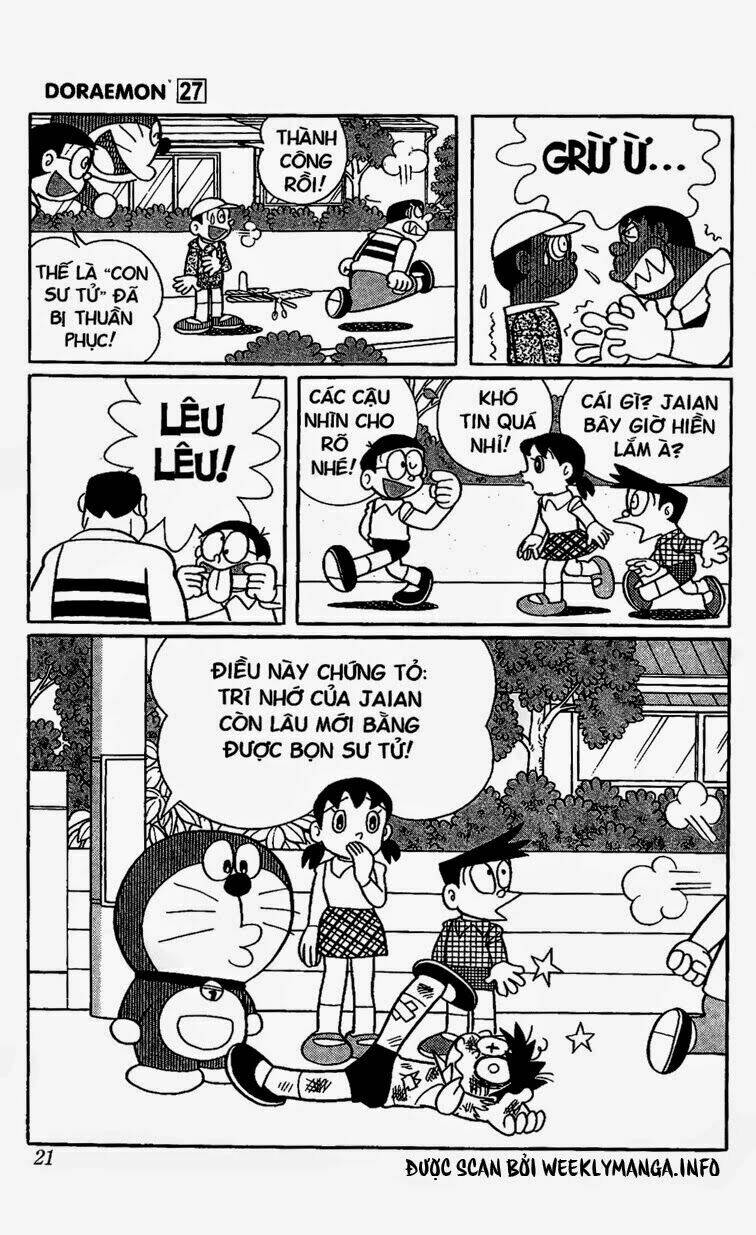 DORAEMON 27
THÀNH
CÔNG
RỒI!
THẾ LÀ "CON
SƯ TỬ" ĐÃ
BỊ THUẦN
PHỤC!
GRỪ Ừ...
LÊU
LÊU!
CÁC CẬU
NHÌN CHO
RÕ
NHÉ!
KHÓ
TIN QUÁ
NHỈ!
CÁI GÌ? JAIAN
BÂY GIỜ HIỀN
LẮM À?
ĐIỀU NÀY CHỨNG TỎ:
TRÍ NHỚ CỦA JAIAN
CÒN LÂU MỚI BẰNG
ĐƯỢC BỌN SƯ TỬ!
21
ĐƯỢC SCAN BỞI WEEKLYMANGA.INFO